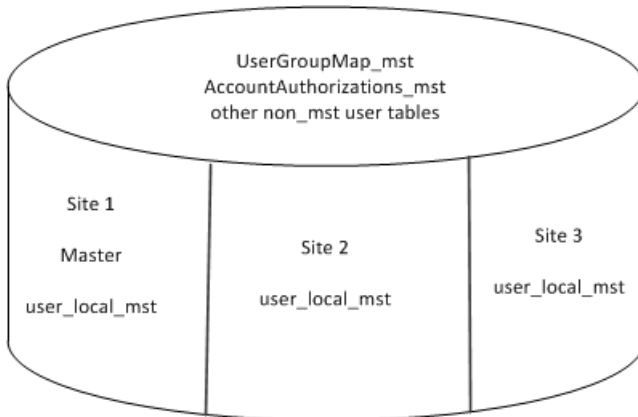 UserGroupMap_mst
AccountAuthorizations_mst
other non_mst user tables
Site 1
Master
user_local_mst
Site 2
user_local_mst
Site 3
user_local_mst